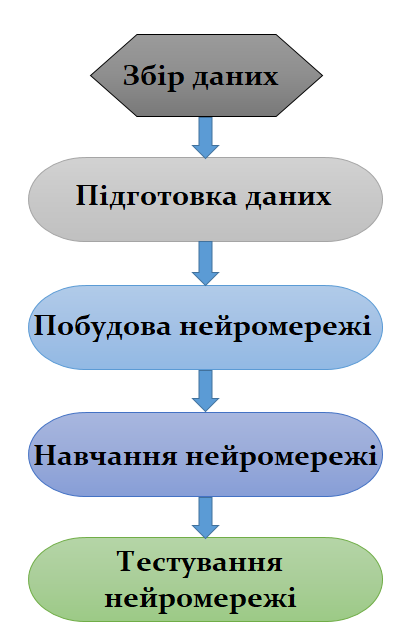 Збір даних
Підготовка даних
Побудова нейромережі
Навчання нейромережі
Тестування
нейромережі